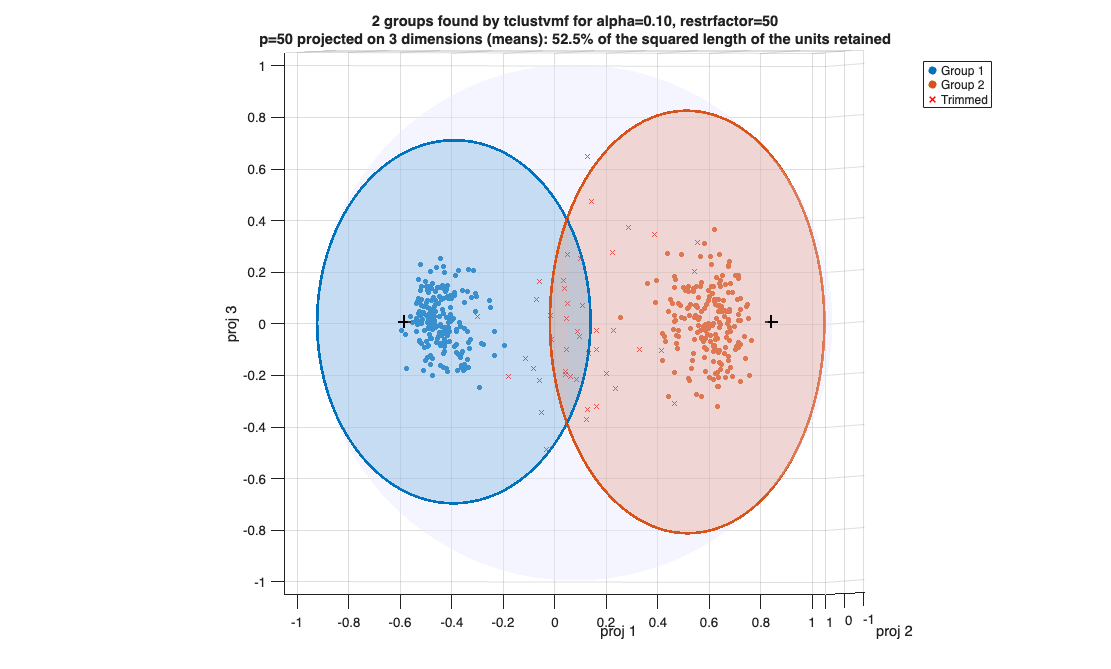 2 groups found by tclustvmf for alpha=0.10, restrfactor=50
p=50 projected on 3 dimensions (means): 52.5% of the squared length of the units retained
Group 1
Group 2
Trimmed
1
0.8
0.6
0.4
0.2
0
-0.2
-0.4
-0.6
-0.8
-1
proj 3
-1 -0.8 -0.6 -0.4 -0.2 0 0.2 0.4 0.6 0.8 1 1 0 -1
proj 1 proj 2